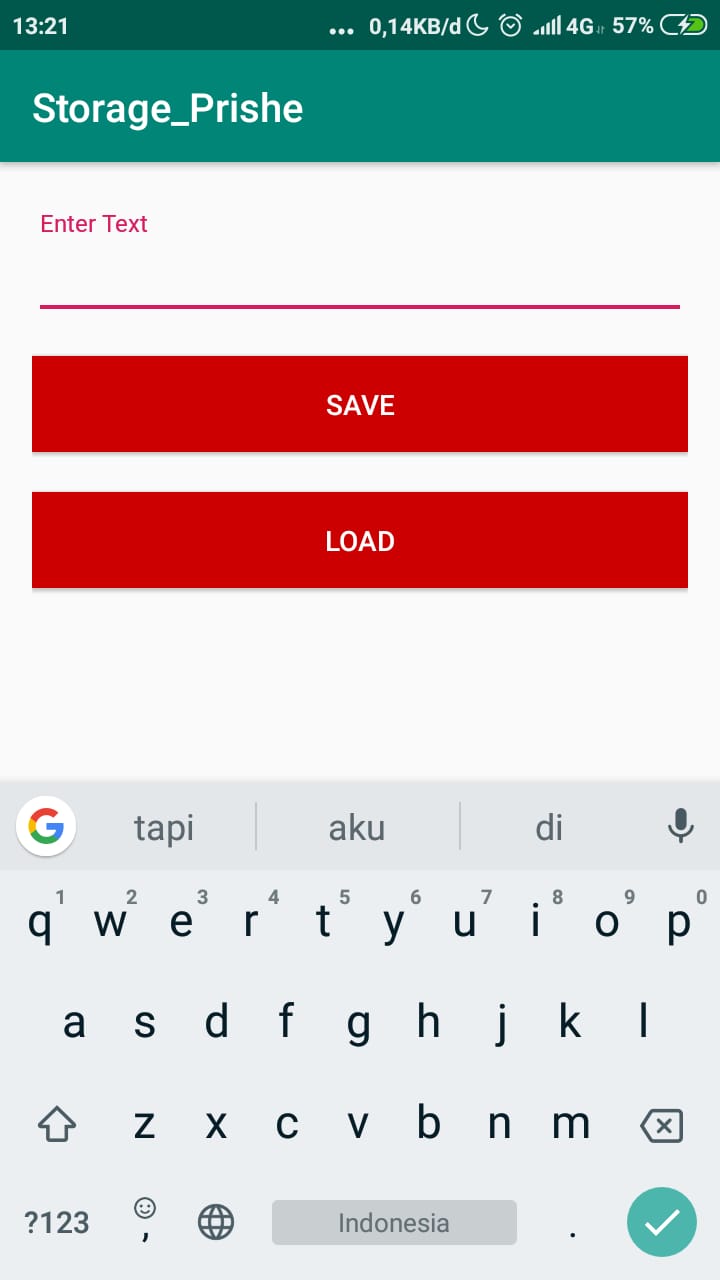 13:21 ... 0,14KB/d 4G 57%
Storage_Prishe
Enter Text
SAVE
LOAD
tapi aku di
1 2 3 4 5 6 7 8 9 0
q w e r t y u i o p
a s d f g h j k l
z x c v b n m
?123 , Indonesia .